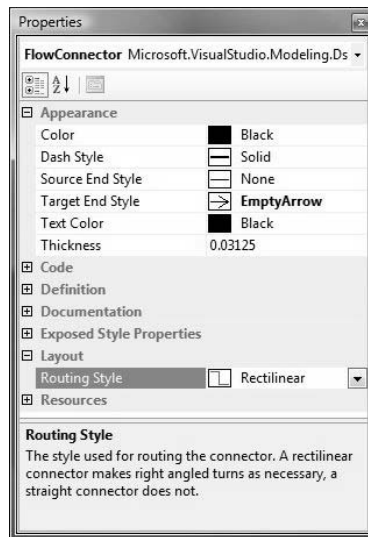 Properties
FlowConnector Microsoft.VisualStudio.Modeling.Ds
Appearance
Color Black
Dash Style Solid
Source End Style None
Target End Style EmptyArrow
Text Color Black
Thickness 0.03125
Code
Definition
Documentation
Exposed Style Properties
Layout
Routing Style Rectilinear
Resources
Routing Style
The style used for routing the connector. A rectilinear
connector makes right angled turns as necessary, a
straight connector does not.